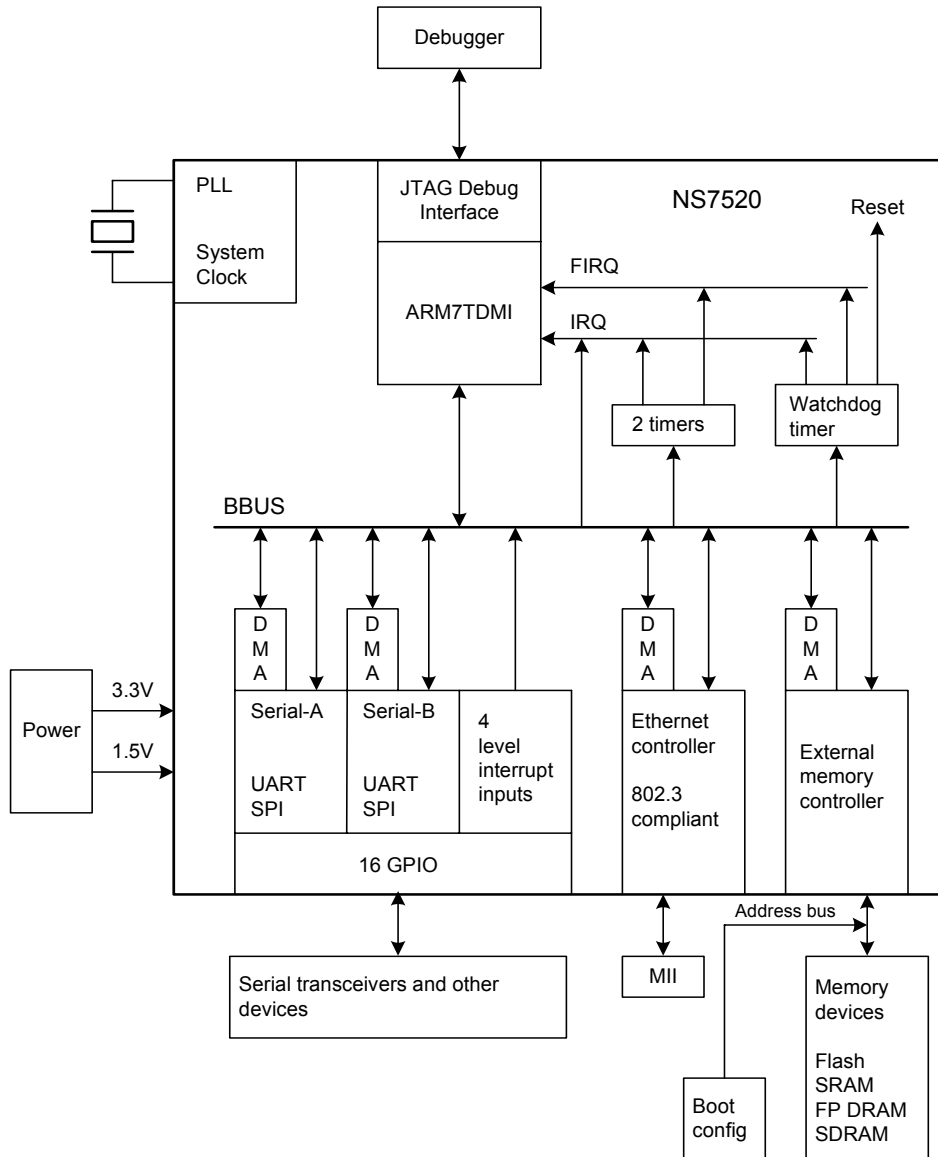 Debugger
PLL
System
Clock
JTAG Debug
Interface
ARM7TDMI
NS7520
Reset
FIRQ
IRQ
2 timers
Watchdog
timer
BBUS
D
M
A
D
M
A
D
M
A
D
M
A
Power
3.3V
1.5V
Serial-A
UART
SPI
Serial-B
UART
SPI
4
level
interrupt
inputs
16 GPIO
Ethernet
controller
802.3
compliant
External
memory
controller
Address bus
Serial transceivers and other
devices
MII
Boot
config
Memory
devices
Flash
SRAM
FP DRAM
SDRAM